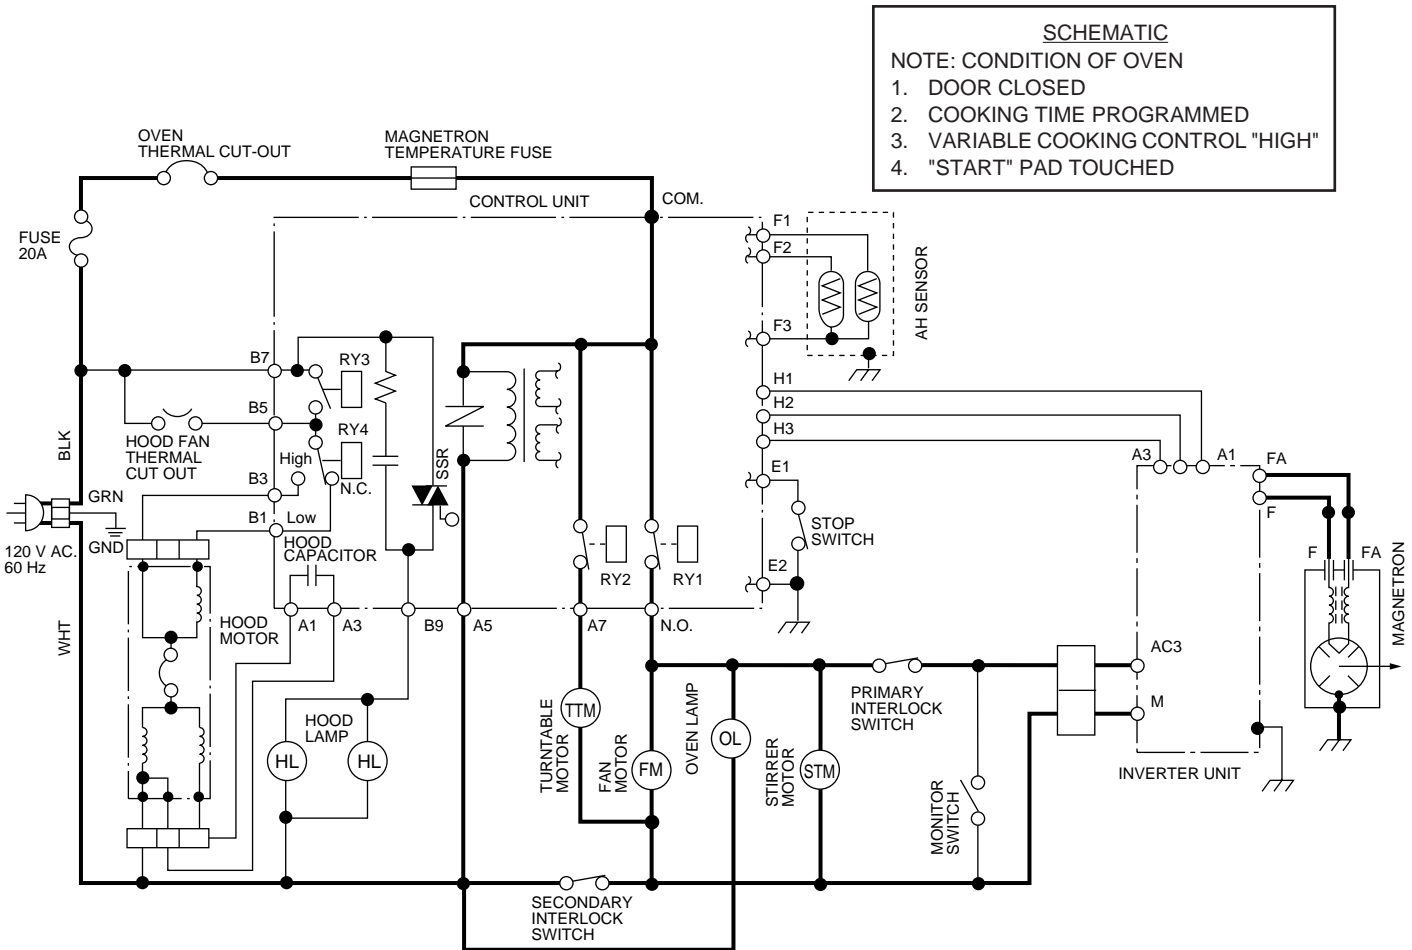 SCHEMATIC
NOTE: CONDITION OF OVEN
1. DOOR CLOSED
2. COOKING TIME PROGRAMMED
3. VARIABLE COOKING CONTROL "HIGH"
4. "START" PAD TOUCHED
OVEN
THERMAL CUT-OUT
MAGNETRON
TEMPERATURE FUSE
CONTROL UNIT
COM.
FUSE
20A
F1
F2
F3
AH SENSOR
B7
RY3
B5
RY4
HOOD FAN
THERMAL
CUT OUT
High
N.C.
B3
B1
Low
SSR
BLK
GRN
GND
120 V AC.
60 Hz
WHT
HOOD
CAPACITOR
H1
H2
H3
E1
E2
STOP
SWITCH
RY2
RY1
A3
A1
FA
F
F
FA
MAGNETRON
HOOD
MOTOR
A1
A3
B9
A5
A7
N.O.
HOOD
LAMP
HL
HL
TURNTABLE
MOTOR
TTM
FAN
MOTOR
FM
OVEN LAMP
OL
STIRRER
MOTOR
STM
PRIMARY
INTERLOCK
SWITCH
MONITOR
SWITCH
AC3
M
INVERTER UNIT
SECONDARY
INTERLOCK
SWITCH